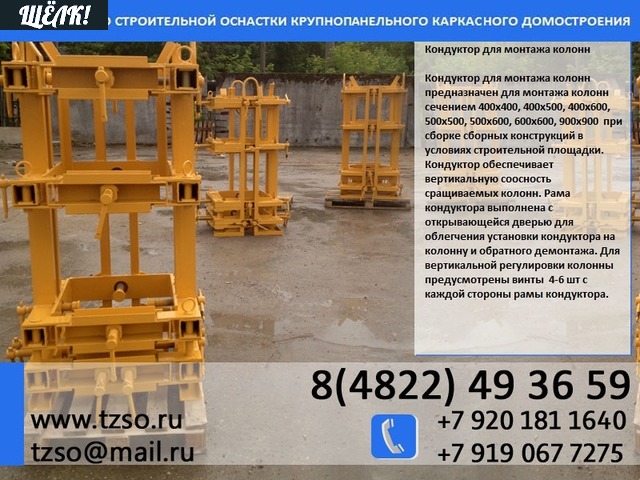 ЩЁЛК!
О СТРОИТЕЛЬНОЙ ОСНАСТКИ КРУПНОПАНЕЛЬНОГО КАРКАСНОГО ДОМОСТРОЕНИЯ
Кондуктор для монтажа колонн
Кондуктор для монтажа колонн
предназначен для монтажа колонн
сечением 400х400, 400х500, 400х600,
500х500, 500х600, 600х600, 900х900 при
сборке сборных конструкций в
условиях строительной площадки.
Кондуктор обеспечивает
вертикальную соосность
сращиваемых колонн. Рама
кондуктора выполнена с
открывающейся дверью для
облегчения установки кондуктора на
колонну и обратного демонтажа. Для
вертикальной регулировки колонны
предусмотрены винты 4-6 шт с
каждой стороны рамы кондуктора.
8(4822) 49 36 59
www.tzso.ru
+7 920 181 1640
tzso@mail.ru
+7 919 067 7275